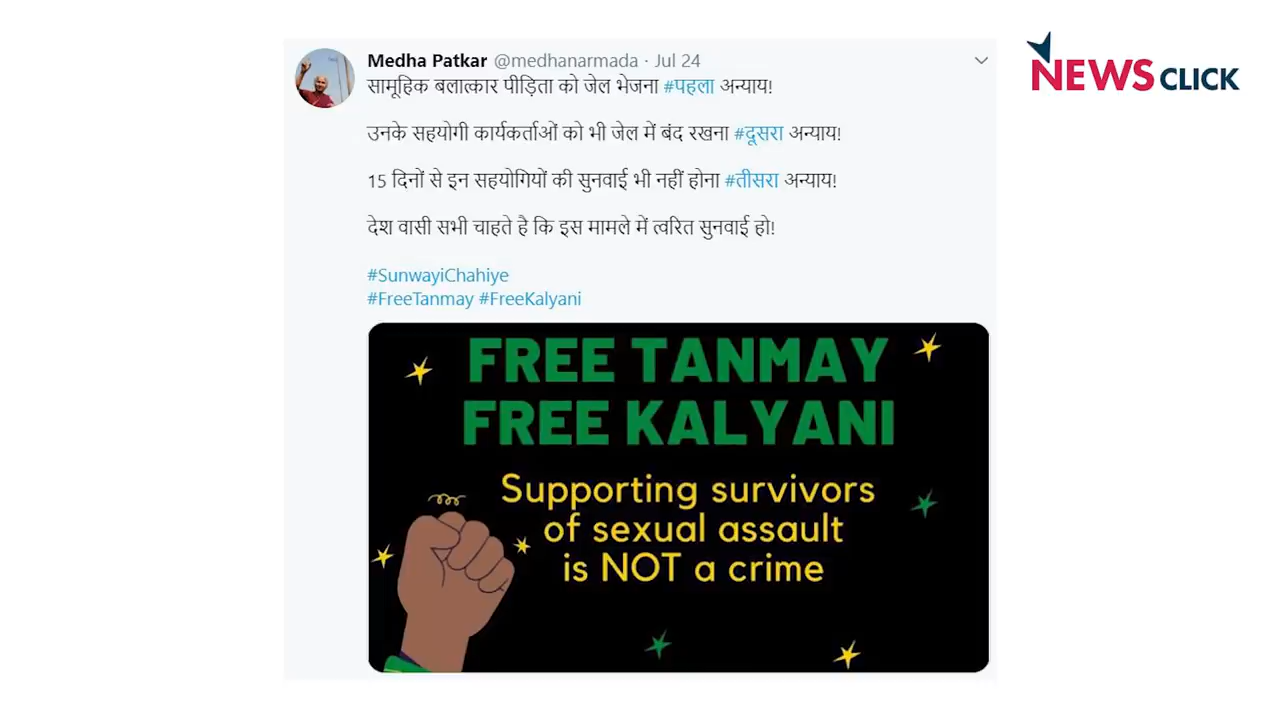 Medha Patkar @medhanarmada · Jul 24
सामूहिक बलात्कार पीड़िता को जेल भेजना #पहला अन्याय!
उनके सहयोगी कार्यकर्ताओं को भी जेल में बंद रखना #दूसरा अन्याय!
15 दिनों से इन सहयोगियों की सुनवाई भी नहीं होना #तीसरा अन्याय!
देश वासी सभी चाहते है कि इस मामले में त्वरित सुनवाई हो!
#SunwayiChahiye
#FreeTanmay #FreeKalyani
FREE TANMAY
FREE KALYANI
Supporting survivors
of sexual assault
is NOT a crime
NEWSCLICK